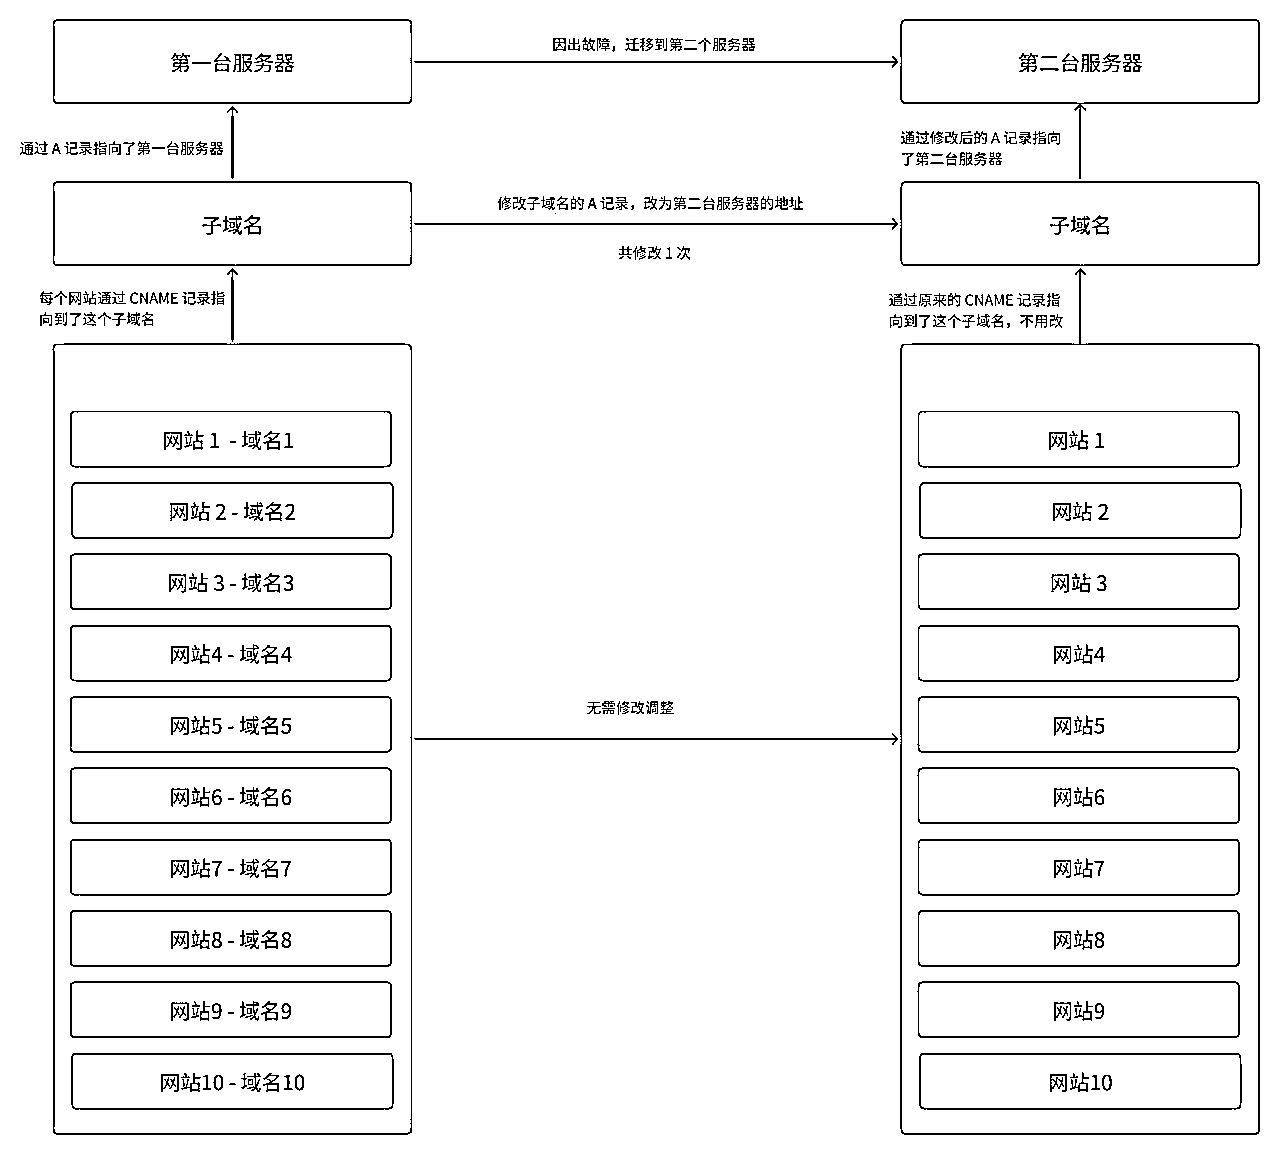 第一台服务器
因出故障，迁移到第二个服务器
第二台服务器
通过 A 记录指向了第一台服务器
通过修改后的 A 记录指向
了第二台服务器
子域名
修改子域名的 A 记录，改为第二台服务器的地址
共修改 1 次
子域名
每个网站通过 CNAME 记录指
向到了这个子域名
通过原来的 CNAME 记录指
向到了这个子域名，不用改
网站 1 - 域名1
网站 2 - 域名2
网站 3 - 域名3
网站4 - 域名4
网站5 - 域名5
网站6 - 域名6
网站7 - 域名7
网站8 - 域名8
网站9 - 域名9
网站10 - 域名10
无需修改调整
网站 1
网站 2
网站 3
网站4
网站5
网站6
网站7
网站8
网站9
网站10